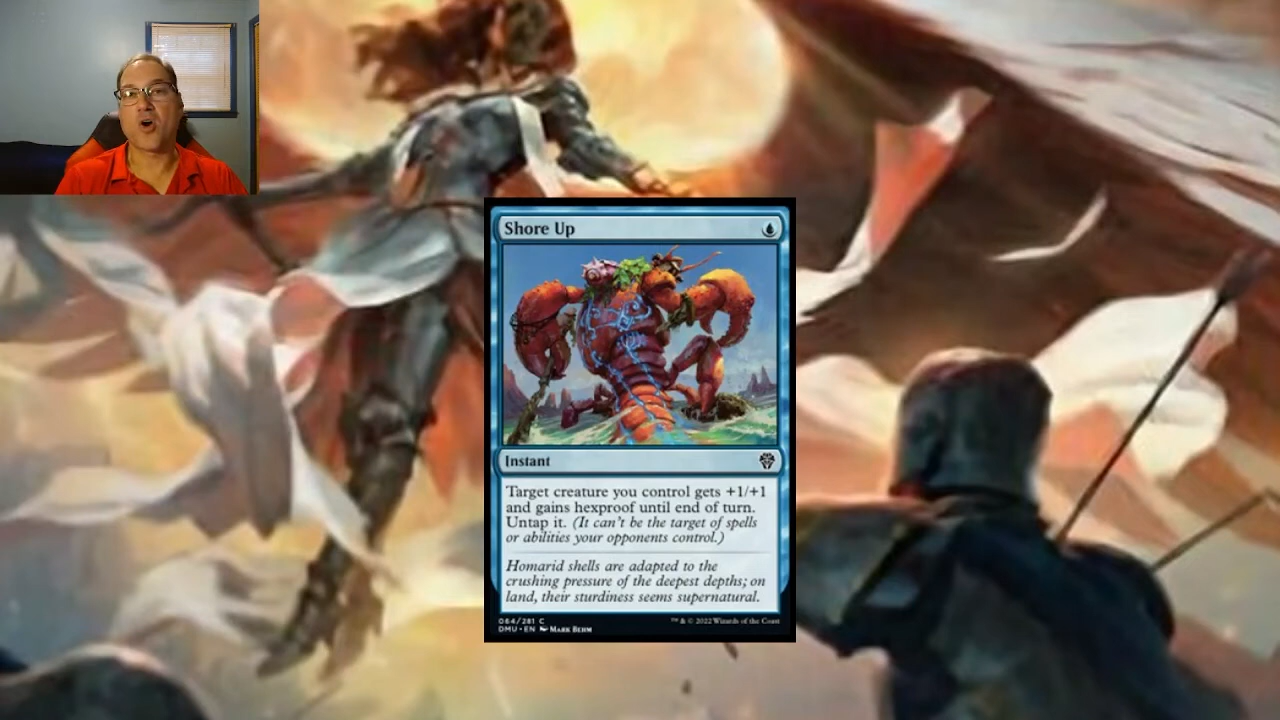 Shore Up
Instant
Target creature you control gets +1/+1
and gains hexproof until end of turn.
Untap it. (It can't be the target of spells
or abilities your opponents control.)
Homarid shells are adapted to the
crushing pressure of the deepest depths; on
land, their sturdiness seems supernatural.
064/281 C
DMU • EN Mark Behm
™ & © 2022 Wizards of the Coast